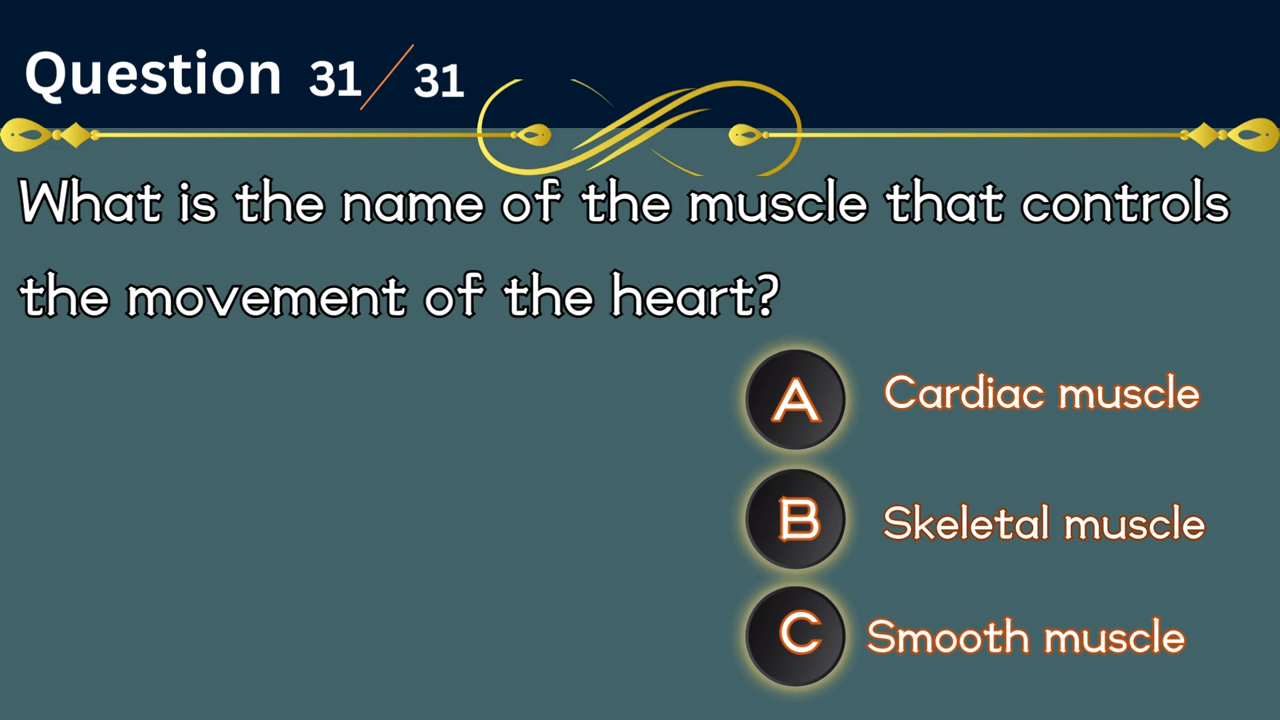 Question 31/31
What is the name of the muscle that controls
the movement of the heart?
A Cardiac muscle
B Skeletal muscle
C Smooth muscle